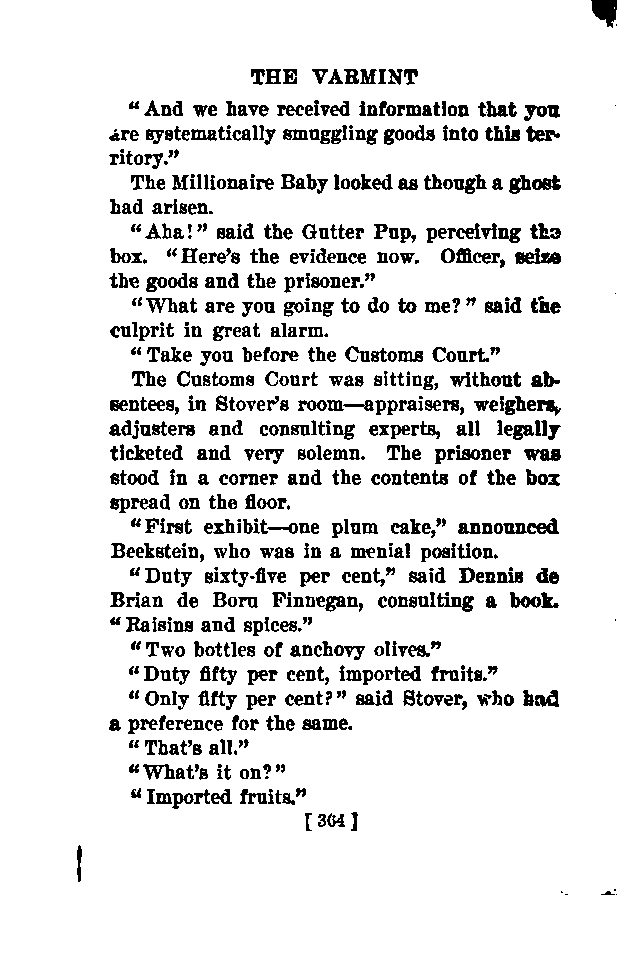 THE VARMINT
“And we have received information that you
are systematically smuggling goods into this ter-
ritory.”
The Millionaire Baby looked as though a ghost
had arisen.
“Aha!” said the Gutter Pup, perceiving the
box. “Here’s the evidence now. Officer, seize
the goods and the prisoner.”
“What are you going to do to me?” said the
culprit in great alarm.
“Take you before the Customs Court.”
The Customs Court was sitting, without ab-
sentees, in Stover’s room—appraisers, weighers,
adjusters and consulting experts, all legally
ticketed and very solemn. The prisoner was
stood in a corner and the contents of the box
spread on the floor.
“First exhibit—one plum cake,” announced
Beekstein, who was in a menial position.
“Duty sixty-five per cent,” said Dennis de
Brian de Boru Finnegan, consulting a book.
“Raisins and spices.”
“Two bottles of anchovy olives.”
“Duty fifty per cent, imported fruits.”
“Only fifty per cent?” said Stover, who had
a preference for the same.
“That’s all.”
“What’s it on?”
“Imported fruits.”
[ 364 ]